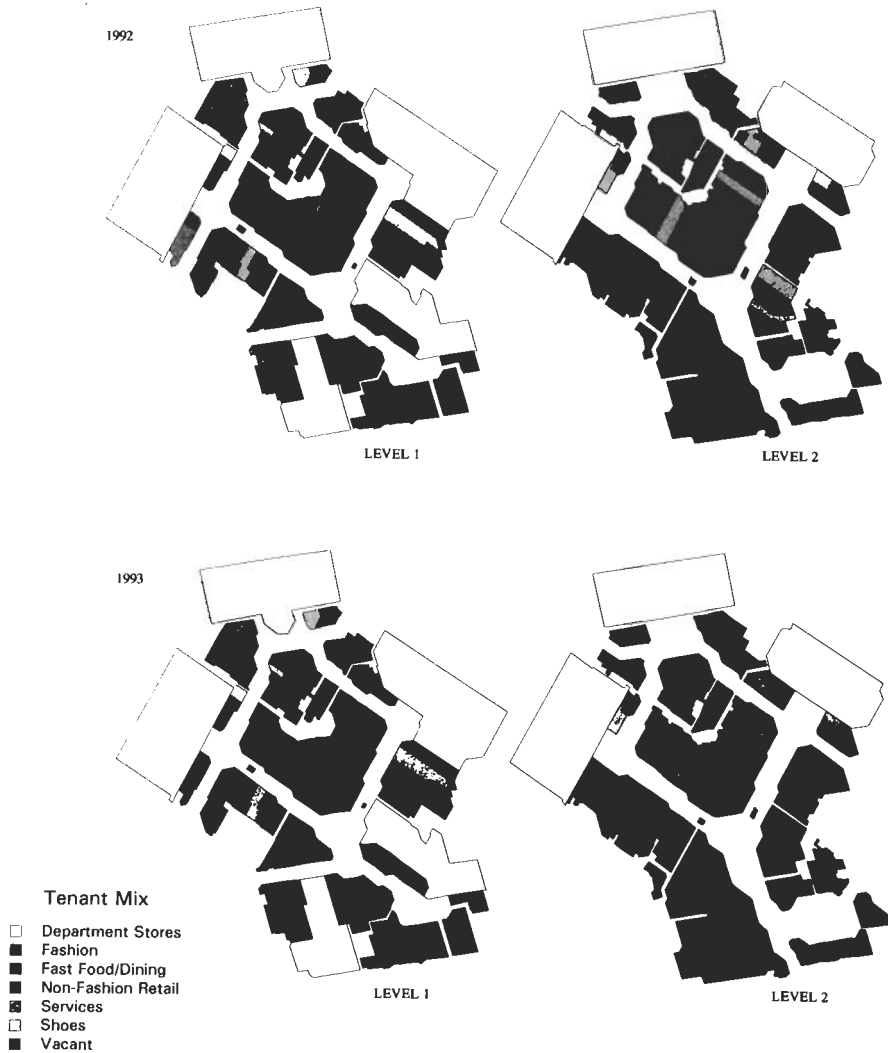 1992
LEVEL 1
LEVEL 2
1993
Tenant Mix
Department Stores
Fashion
Fast Food/Dining
Non-Fashion Retail
Services
Shoes
Vacant
LEVEL 1
LEVEL 2